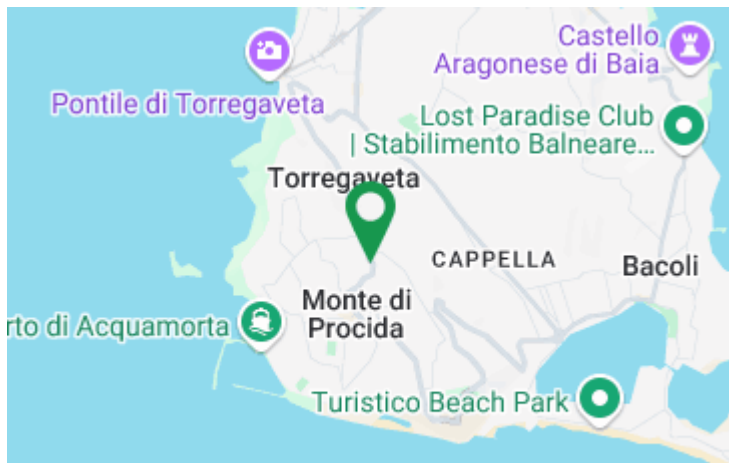 Castello
Aragonese di Baia
Pontile di Torregaveta
Lost Paradise Club
| Stabilimento Balneare...
Torregaveta
CAPPELLA
Bacoli
Monte di
Procida
rto di Acquamorta
Turistico Beach Park